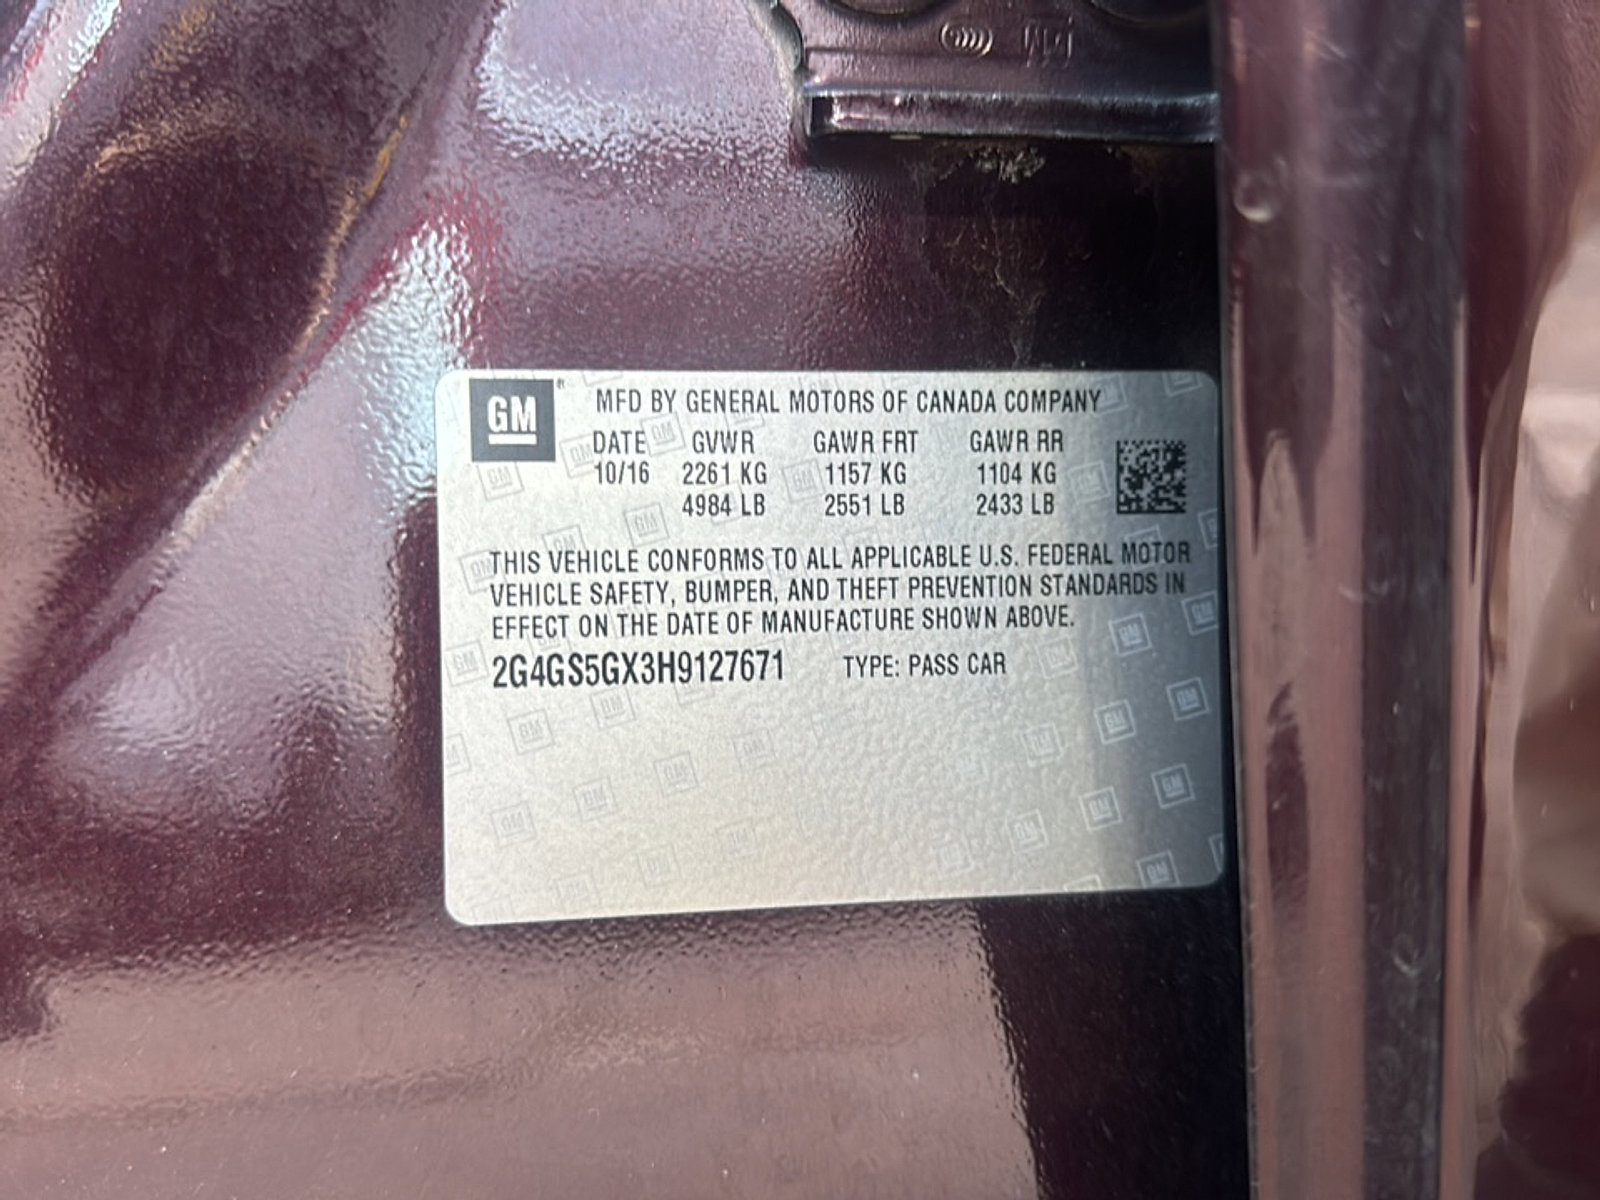 GM®
MFD BY GENERAL MOTORS OF CANADA COMPANY
DATE GVWR GAWR FRT GAWR RR
10/16 2261 KG 1157 KG 1104 KG
4984 LB 2551 LB 2433 LB
THIS VEHICLE CONFORMS TO ALL APPLICABLE U.S. FEDERAL MOTOR
VEHICLE SAFETY, BUMPER, AND THEFT PREVENTION STANDARDS IN
EFFECT ON THE DATE OF MANUFACTURE SHOWN ABOVE.
2G4GS5GX3H9127671 TYPE: PASS CAR